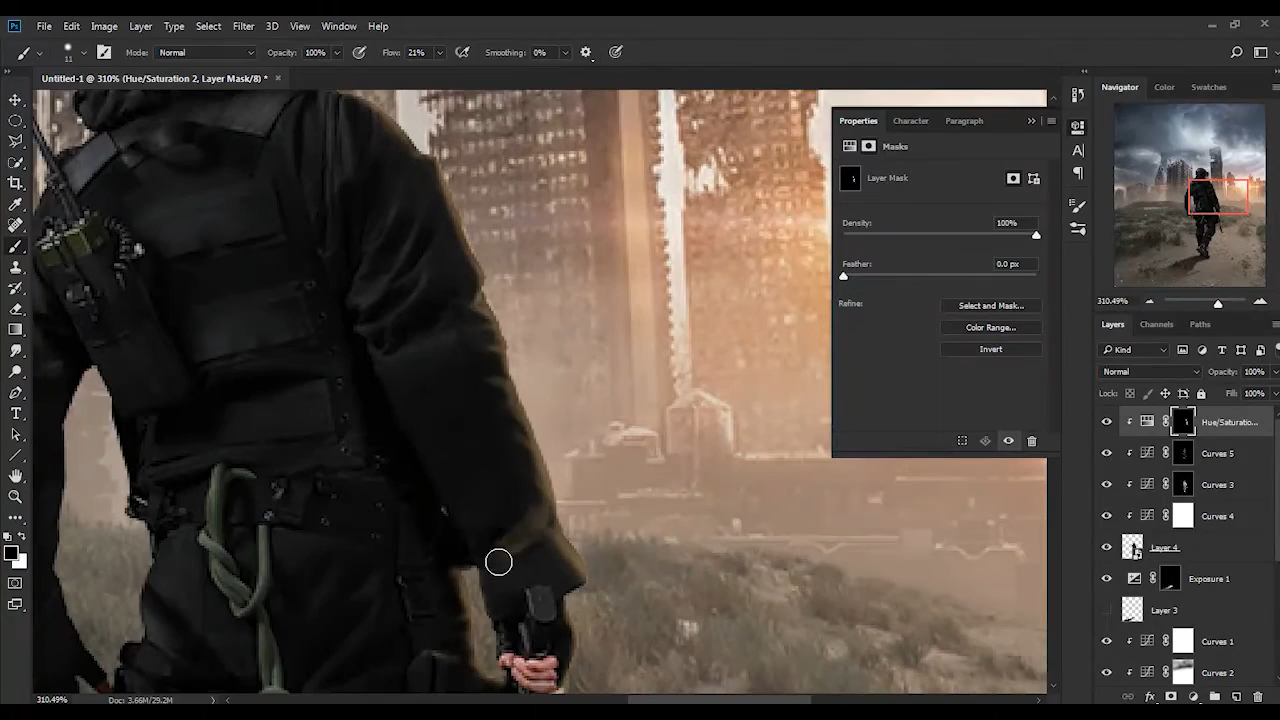 Ps File Edit Image Layer Type Select Filter 3D View Window Help
11 Mode: Normal Opacity: 100% Flow: 21% Smoothing: 0%
Untitled-1 @ 310% (Hue/Saturation 2, Layer Mask/8) *
Properties Character Paragraph
Masks
Layer Mask
Density: 100%
Feather: 0.0 px
Refine: Select and Mask...
Color Range...
Invert
Navigator Color Swatches
310.49%
Layers Channels Paths
Kind
Normal Opacity: 100%
Lock: Fill: 100%
Hue/Saturatio...
Curves 5
Curves 3
Curves 4
Layer 4
Exposure 1
Layer 3
Curves 1
Curves 2
310.49% Doc: 3.66M/29.2M